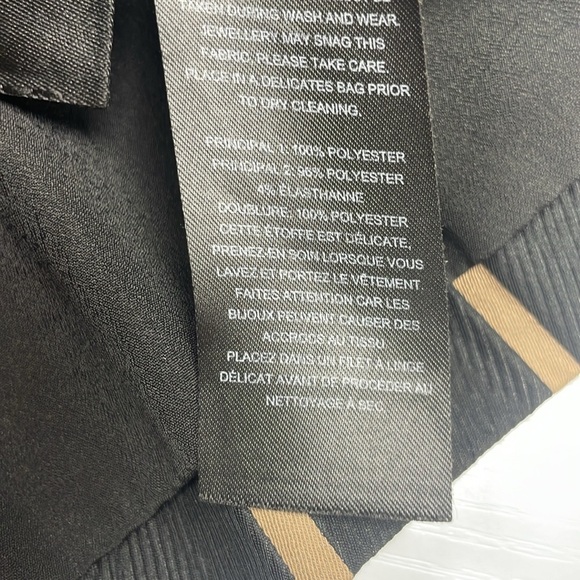 TAKEN DURING WASH AND WEAR.
JEWELLERY MAY SNAG THIS
FABRIC, PLEASE TAKE CARE.
PLACE IN A DELICATES BAG PRIOR
TO DRY CLEANING.
PRINCIPAL 1: 100% POLYESTER
PRINCIPAL 2: 96% POLYESTER
4% ÉLASTHANNE
DOUBLURE: 100% POLYESTER
CETTE ÉTOFFE EST DÉLICATE,
PRENEZ-EN SOIN LORSQUE VOUS
LAVEZ ET PORTEZ LE VÊTEMENT
FAITES ATTENTION CAR LES
BIJOUX PEUVENT CAUSER DES
ACCROCS AU TISSU
PLACEZ DANS UN FILET À LINGE
DÉLICAT AVANT DE PROCÉDER AU
NETTOYAGE À SEC.